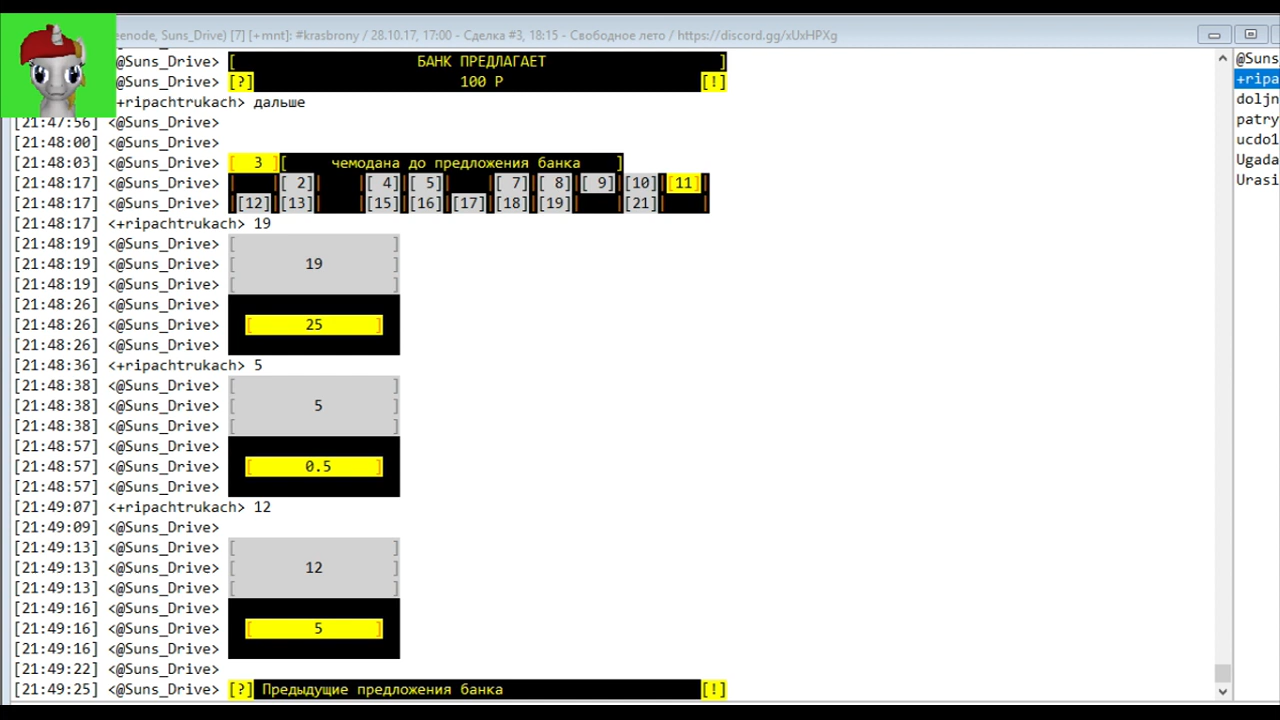 eenode, Suns_Drive) [7] [+mnt]: #krasbrony / 28.10.17, 17:00 - Сделка #3, 18:15 - Свободное лето / https://discord.gg/xUxHPXg
@Suns_Drive> [ БАНК ПРЕДЛАГАЕТ ]
@Suns_Drive> [?] 100 Р [!]
+ripachtrukach> дальше
[21:47:56] <@Suns_Drive>
[21:48:00] <@Suns_Drive>
[21:48:03] <@Suns_Drive> [ 3 ][ чемодана до предложения банка ]
[21:48:17] <@Suns_Drive> | |[ 2]| |[ 4]|[ 5]| |[ 7]|[ 8]|[ 9]|[10]|[11]|
[21:48:17] <@Suns_Drive> |[12]|[13]| |[15]|[16]|[17]|[18]|[19]| |[21]| |
[21:48:17] <+ripachtrukach> 19
[21:48:19] <@Suns_Drive> [ ]
[21:48:19] <@Suns_Drive> [ 19 ]
[21:48:19] <@Suns_Drive> [ ]
[21:48:26] <@Suns_Drive>
[21:48:26] <@Suns_Drive> [ 25 ]
[21:48:26] <@Suns_Drive>
[21:48:36] <+ripachtrukach> 5
[21:48:38] <@Suns_Drive> [ ]
[21:48:38] <@Suns_Drive> [ 5 ]
[21:48:38] <@Suns_Drive> [ ]
[21:48:57] <@Suns_Drive>
[21:48:57] <@Suns_Drive> [ 0.5 ]
[21:48:57] <@Suns_Drive>
[21:49:07] <+ripachtrukach> 12
[21:49:09] <@Suns_Drive>
[21:49:13] <@Suns_Drive> [ ]
[21:49:13] <@Suns_Drive> [ 12 ]
[21:49:13] <@Suns_Drive> [ ]
[21:49:16] <@Suns_Drive>
[21:49:16] <@Suns_Drive> [ 5 ]
[21:49:16] <@Suns_Drive>
[21:49:22] <@Suns_Drive>
[21:49:25] <@Suns_Drive> [?] Предыдущие предложения банка [!]
@Suns
+ripa
doljn
patry
ucdo1
Ugada
Urasi